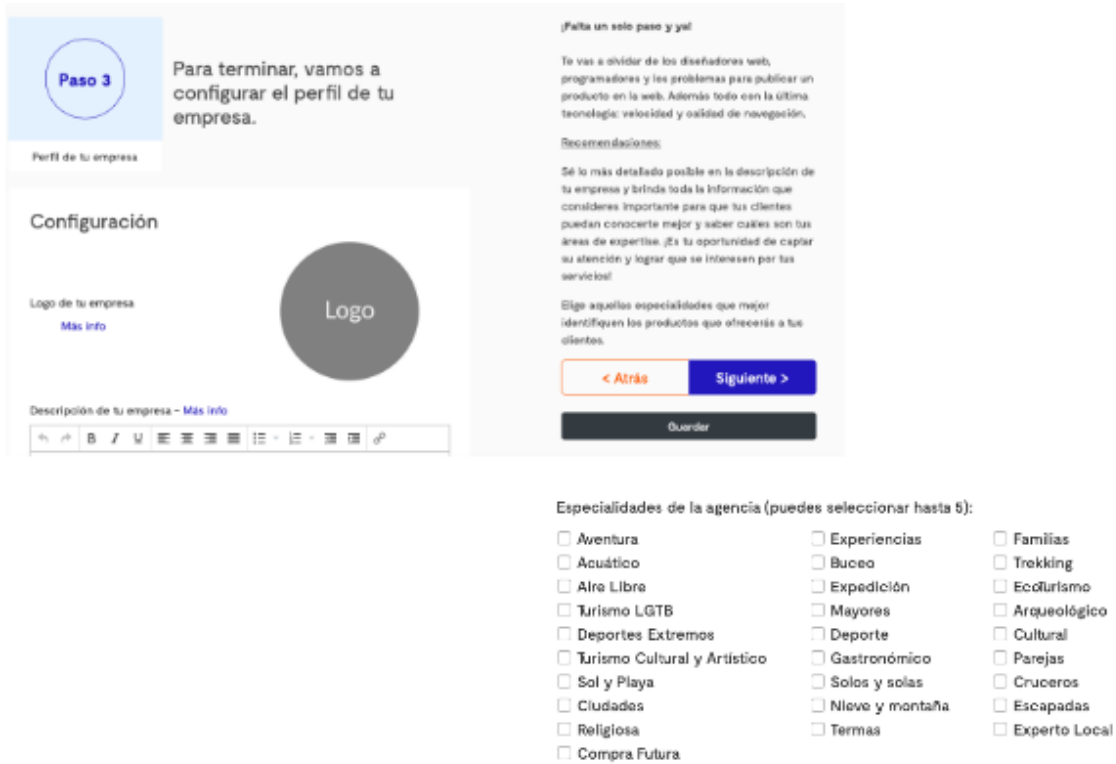 Paso 3
Perfil de tu empresa
Para terminar, vamos a
configurar el perfil de tu
empresa.
Configuración
Logo de tu empresa
Más info
Logo
Descripción de tu empresa – Más info
B I U
¡Falta un solo paso y ya!
Te vas a olvidar de los diseñadores web,
programadores y los problemas para publicar un
producto en la web. Además todo con la última
tecnología: velocidad y calidad de navegación.
Recomendaciones:
Sé lo más detallado posible en la descripción de
tu empresa y brinda toda la información que
consideres importante para que tus clientes
puedan conocerte mejor y saber cuáles son tus
áreas de expertise. ¡Es tu oportunidad de captar
su atención y lograr que se interesen por tus
servicios!
Elige aquellas especialidades que mejor
identifiquen los productos que ofrecerás a tus
clientes.
< Atrás
Siguiente >
Guardar
Especialidades de la agencia (puedes seleccionar hasta 5):
Aventura
Acuático
Aire Libre
Turismo LGTB
Deportes Extremos
Turismo Cultural y Artístico
Sol y Playa
Ciudades
Religiosa
Compra Futura
Experiencias
Buceo
Expedición
Mayores
Deporte
Gastronómico
Solos y solas
Nieve y montaña
Termas
Familias
Trekking
EcoTurismo
Arqueológico
Cultural
Parejas
Cruceros
Escapadas
Experto Local